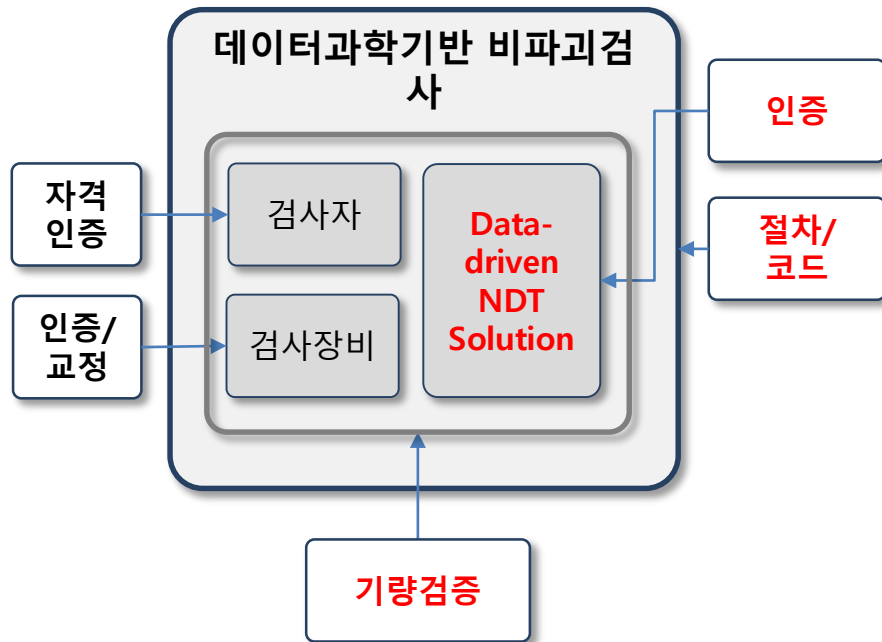 데이터과학기반 비파괴검
사
인증
자격
인증
검사자
Data-
driven
NDT
Solution
절차/
코드
인증/
교정
검사장비
기량검증